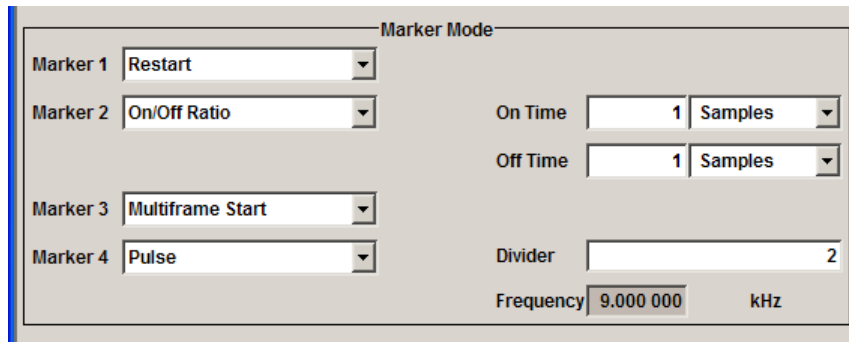 Marker Mode
Marker 1 Restart
Marker 2 On/Off Ratio On Time 1 Samples
Off Time 1 Samples
Marker 3 Multiframe Start
Marker 4 Pulse Divider 2
Frequency 9.000 000 kHz